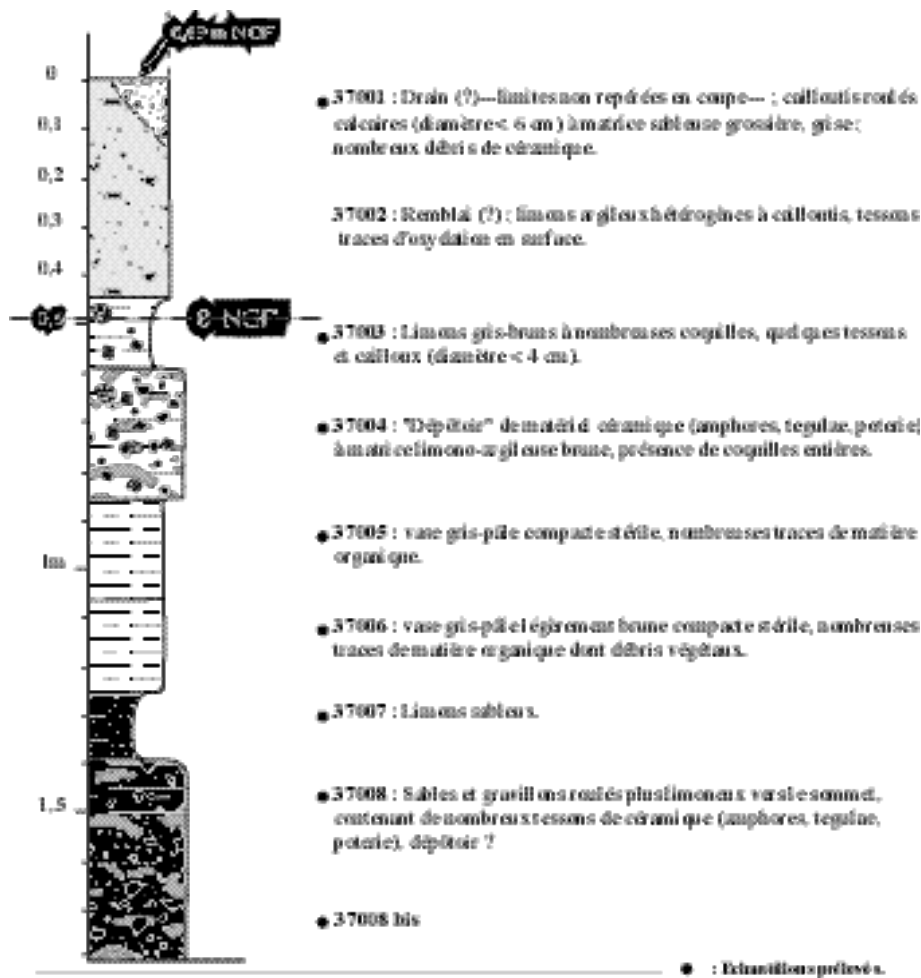 m NGF
0
37001 : Drain (?)---limites non repérées en coupe--- ; cailloutis roulés
calcaires (diamètre < 6 cm) à matrice sableuse grossière, grise ;
nombreux débris de céramique.
0,1
0,2
37002 : Remblai (?) ; limons argileux hétérogènes à cailloutis, tessons
traces d'oxydation en surface.
0,3
0,4
0 NGF
37003 : Limons gris-bruns à nombreuses coquilles, quelques tessons
et cailloux (diamètre < 4 cm).
37004 : "Dépôtoir" de matériel céramique (amphores, tegulae, poterie)
à matrice limono-argileuse brune, présence de coquilles entières.
37005 : vase gris-pâle compacte stérile, nombreuses traces de matière
organique.
1m
37006 : vase gris-pâle légèrement brune compacte stérile, nombreuses
traces de matière organique dont débris végétaux.
37007 : Limons sableux.
37008 : Sables et gravillons roulés plus limoneux vers le sommet,
contenant de nombreux tessons de céramique (amphores, tegulae,
poterie), dépôtoir ?
1,5
37008 bis
: Echantillons prélevés.